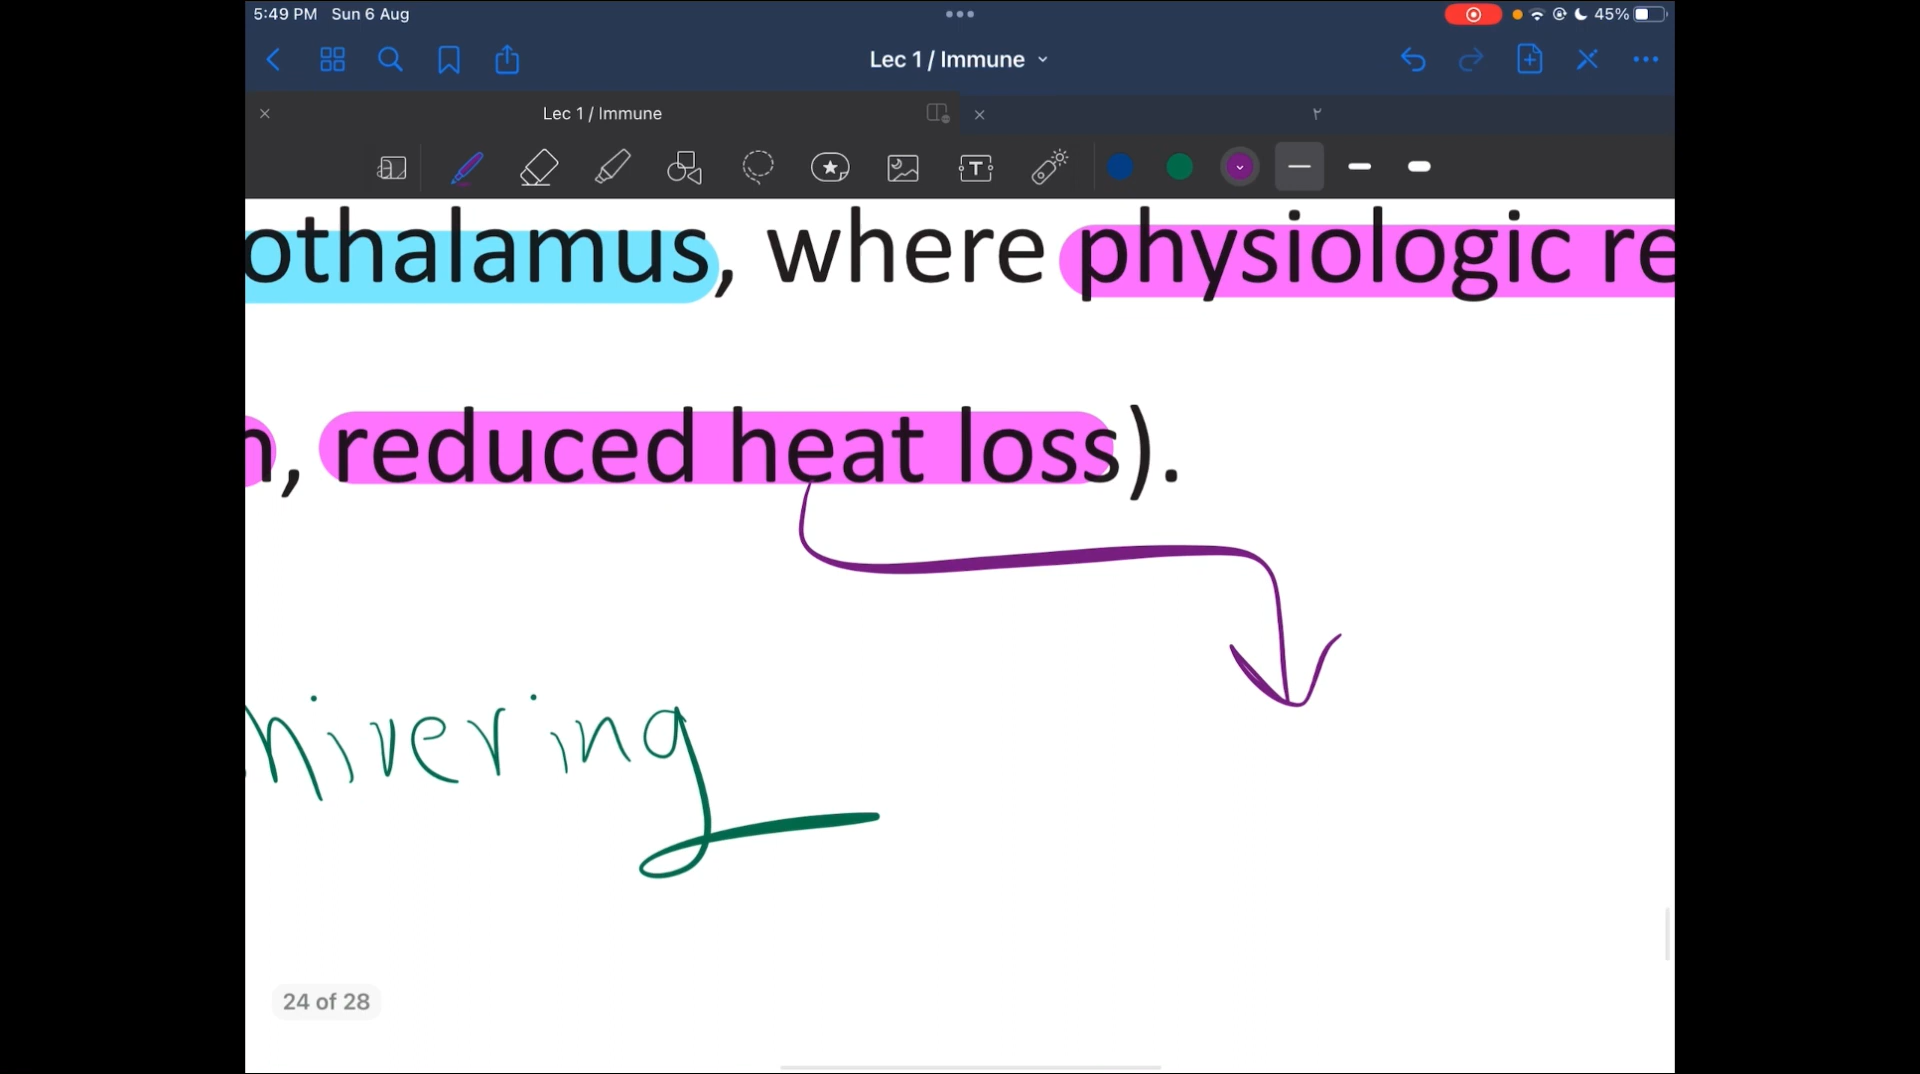 5:49 PM Sun 6 Aug
45%
Lec 1 / Immune
Lec 1 / Immune
٢
othalamus, where physiologic re
n, reduced heat loss).
hivering
24 of 28